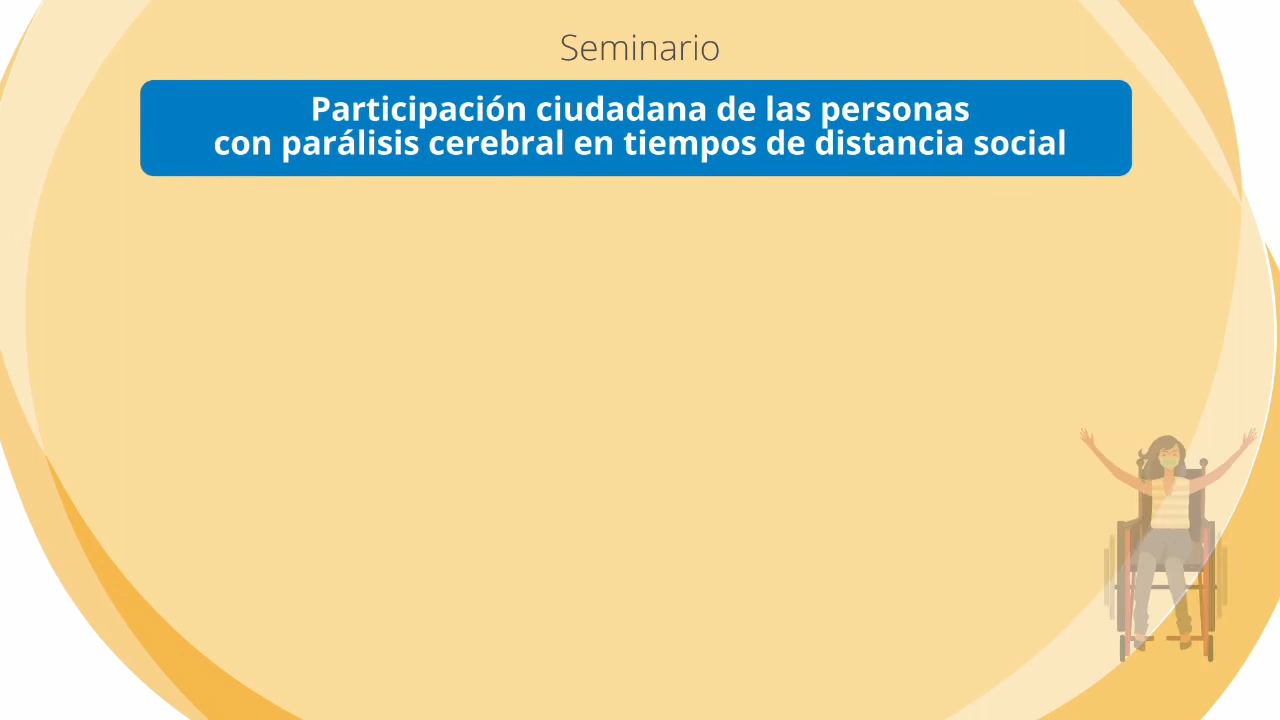 Seminario
Participación ciudadana de las personas
con parálisis cerebral en tiempos de distancia social